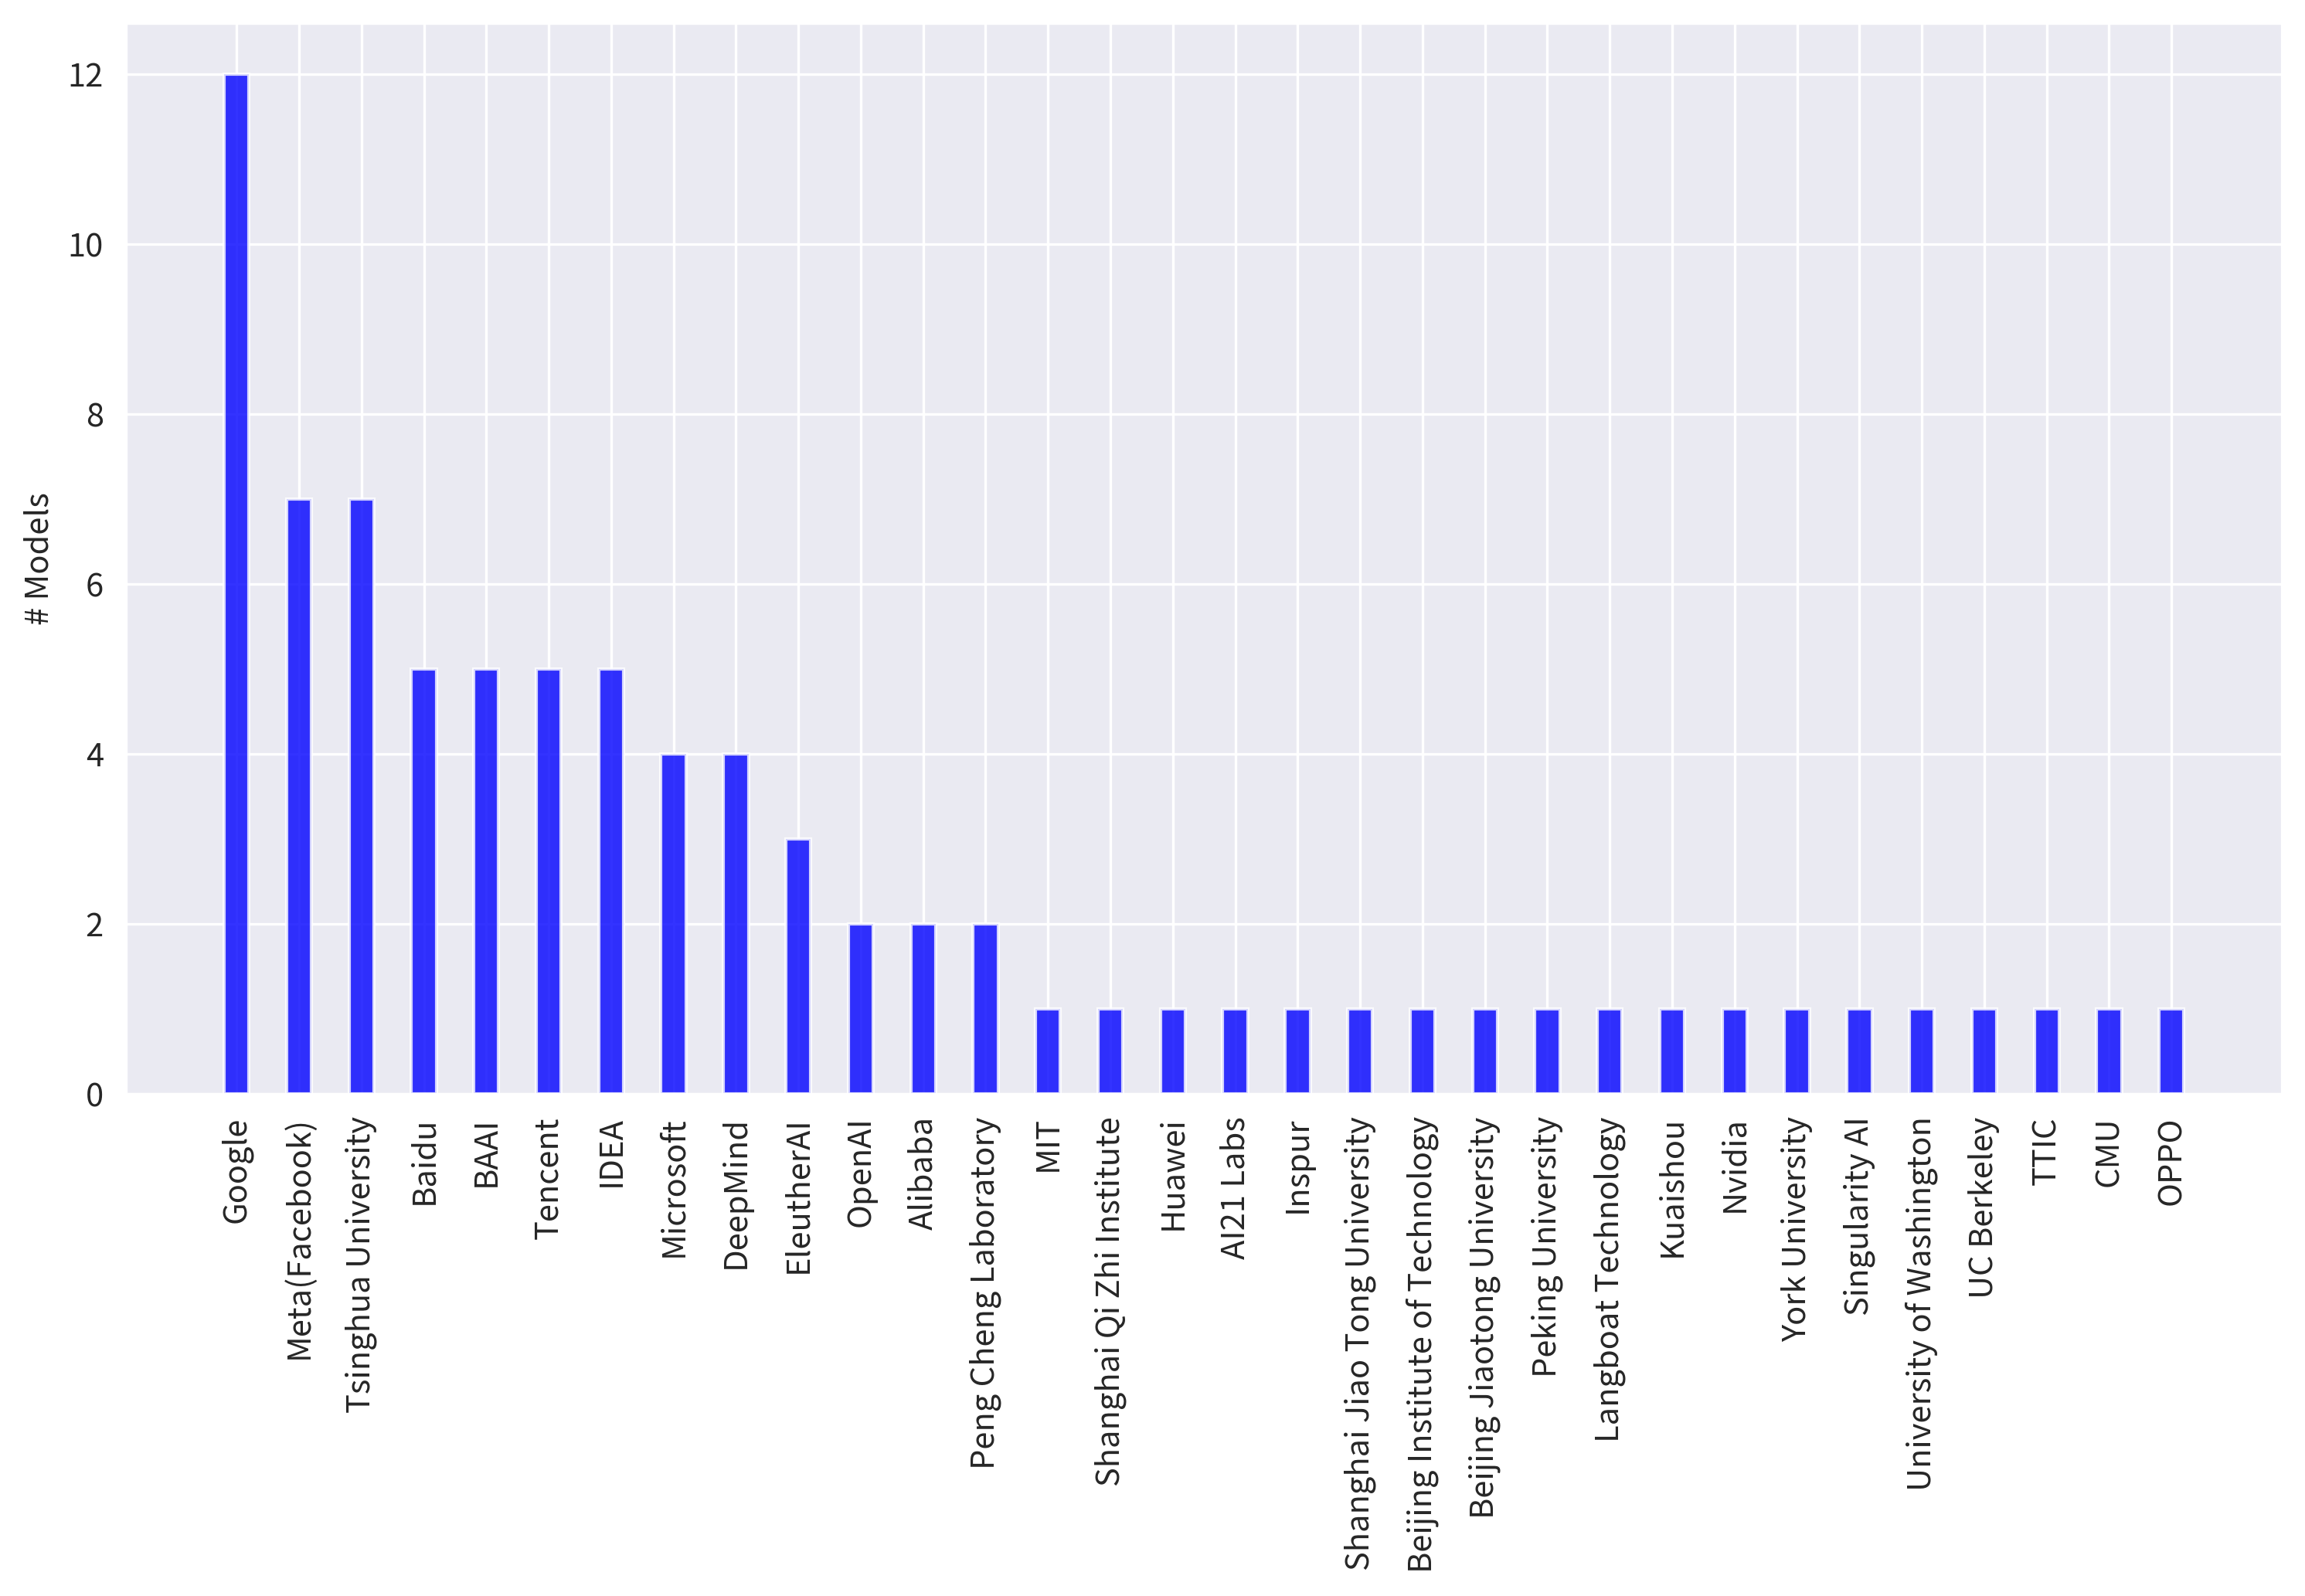 # Models
12
10
8
6
4
2
0
Google
Meta(Facebook)
Tsinghua University
Baidu
BAAI
Tencent
IDEA
Microsoft
DeepMind
EleutherAI
OpenAI
Alibaba
Peng Cheng Laboratory
MIT
Shanghai Qi Zhi Institute
Huawei
AI21 Labs
Inspur
Shanghai Jiao Tong University
Beijing Institute of Technology
Beijing Jiaotong University
Peking University
Langboat Technology
Kuaishou
Nvidia
York University
Singularity AI
University of Washington
UC Berkeley
TTIC
CMU
OPPO